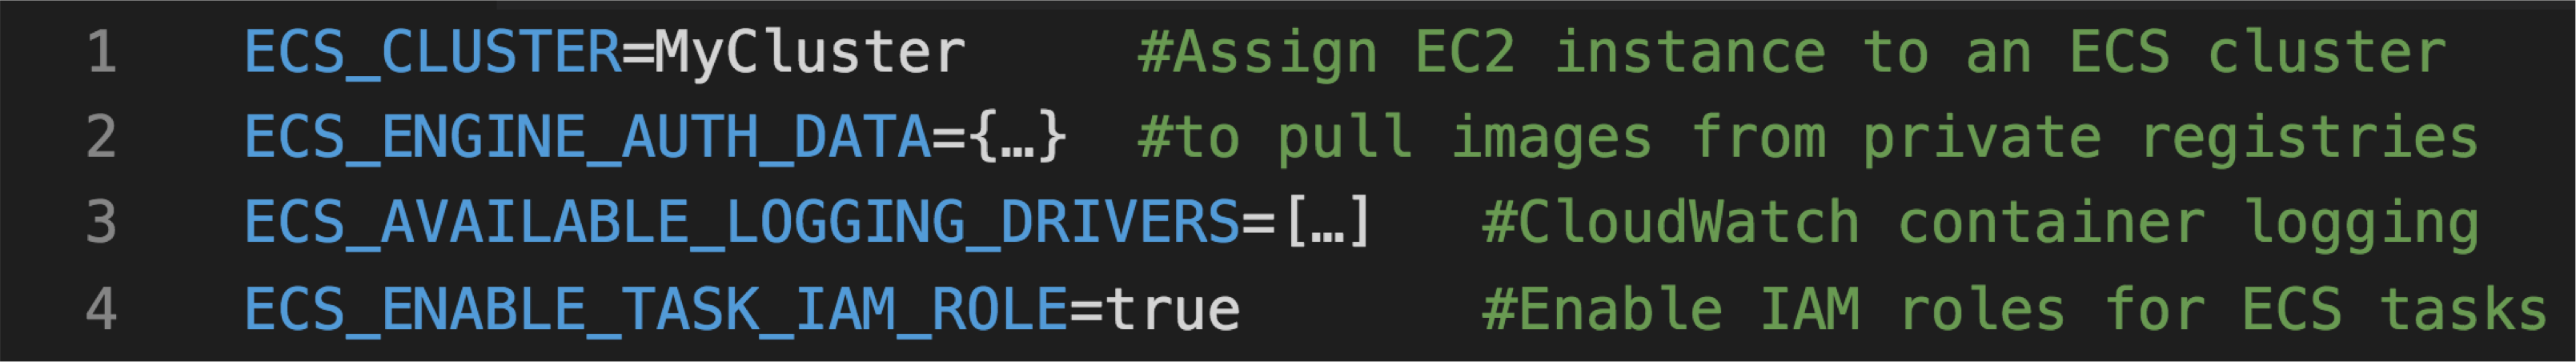 1 ECS_CLUSTER=MyCluster #Assign EC2 instance to an ECS cluster
2 ECS_ENGINE_AUTH_DATA={…} #to pull images from private registries
3 ECS_AVAILABLE_LOGGING_DRIVERS=[…] #CloudWatch container logging
4 ECS_ENABLE_TASK_IAM_ROLE=true #Enable IAM roles for ECS tasks